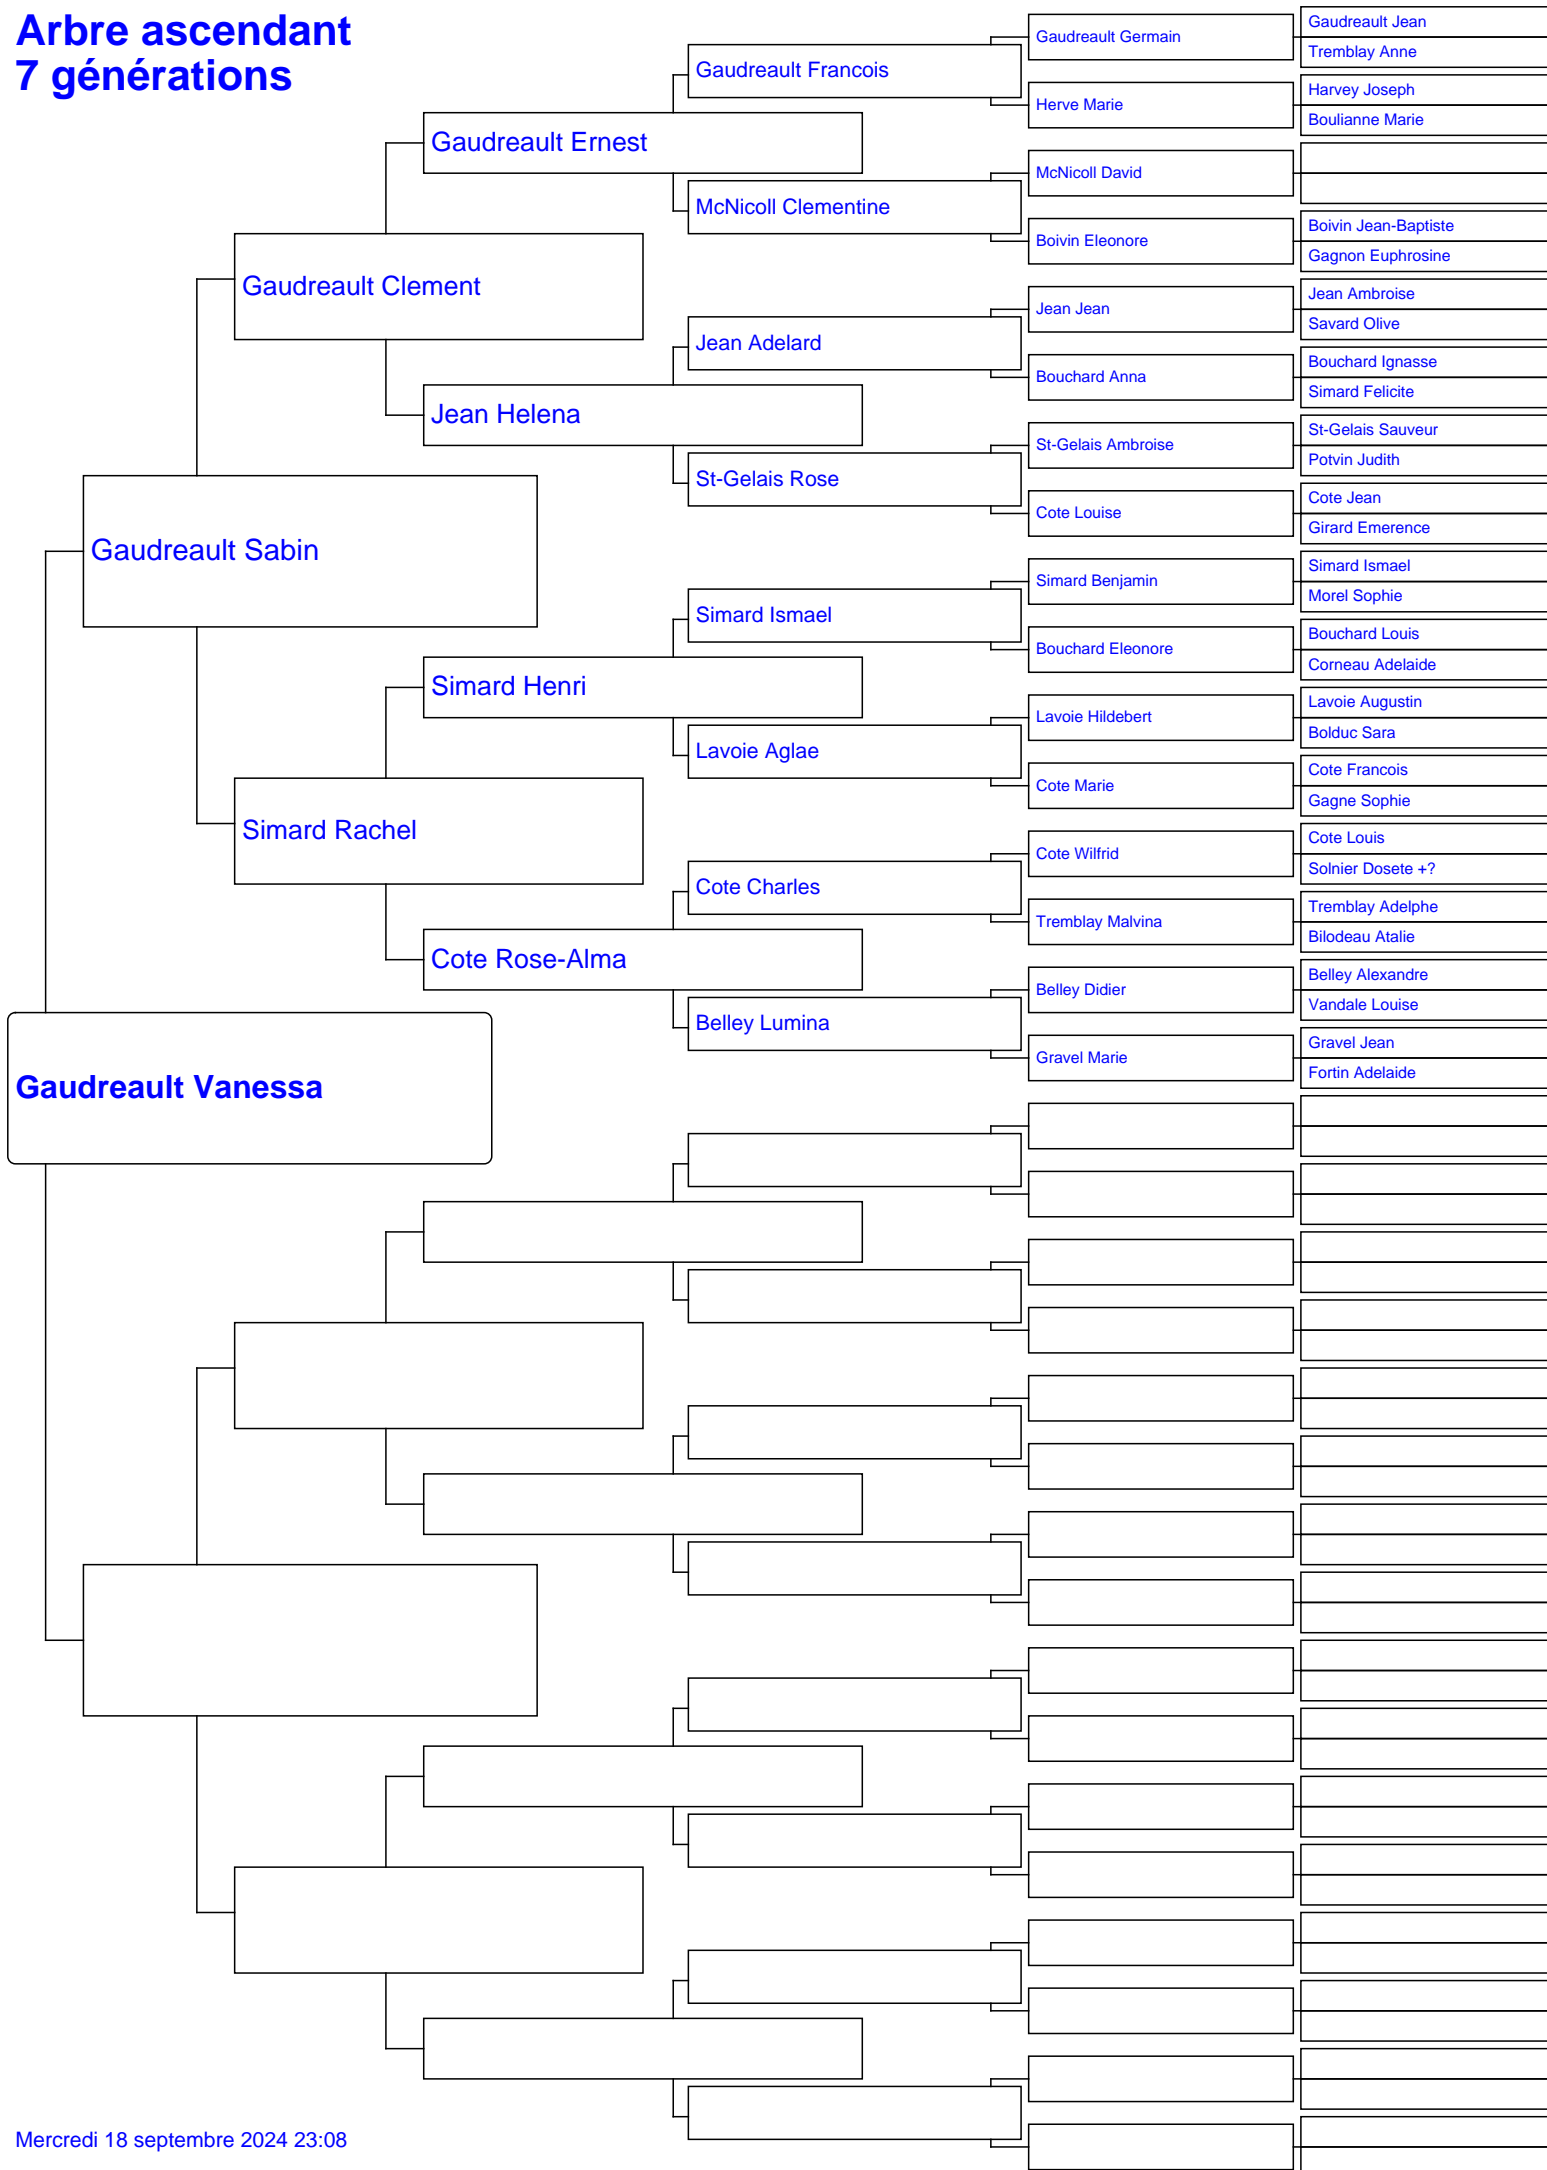 Arbre ascendant
7 générations
Gaudreault Vanessa
Gaudreault Sabin
Gaudreault Clement
Simard Rachel
Gaudreault Ernest
Jean Helena
Simard Henri
Cote Rose-Alma
Gaudreault Francois
McNicoll Clementine
Jean Adelard
St-Gelais Rose
Simard Ismael
Lavoie Aglae
Cote Charles
Belley Lumina
Gaudreault Germain
Herve Marie
McNicoll David
Boivin Eleonore
Jean Jean
Bouchard Anna
St-Gelais Ambroise
Cote Louise
Simard Benjamin
Bouchard Eleonore
Lavoie Hildebert
Cote Marie
Cote Wilfrid
Tremblay Malvina
Belley Didier
Gravel Marie
Gaudreault Jean
Tremblay Anne
Harvey Joseph
Boulianne Marie
Boivin Jean-Baptiste
Gagnon Euphrosine
Jean Ambroise
Savard Olive
Bouchard Ignasse
Simard Felicite
St-Gelais Sauveur
Potvin Judith
Cote Jean
Girard Emerence
Simard Ismael
Morel Sophie
Bouchard Louis
Corneau Adelaide
Lavoie Augustin
Bolduc Sara
Cote Francois
Gagne Sophie
Cote Louis
Solnier Dosete +?
Tremblay Adelphe
Bilodeau Atalie
Belley Alexandre
Vandale Louise
Gravel Jean
Fortin Adelaide
Mercredi 18 septembre 2024 23:08